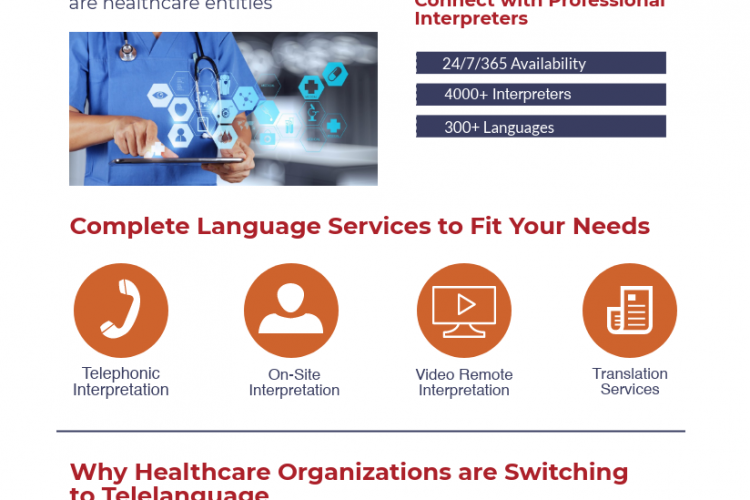 are healthcare entities
Connect with Professional
Interpreters
24/7/365 Availability
4000+ Interpreters
300+ Languages
Complete Language Services to Fit Your Needs
Telephonic
Interpretation
On-Site
Interpretation
Video Remote
Interpretation
Translation
Services
Why Healthcare Organizations are Switching
to Telelanguage